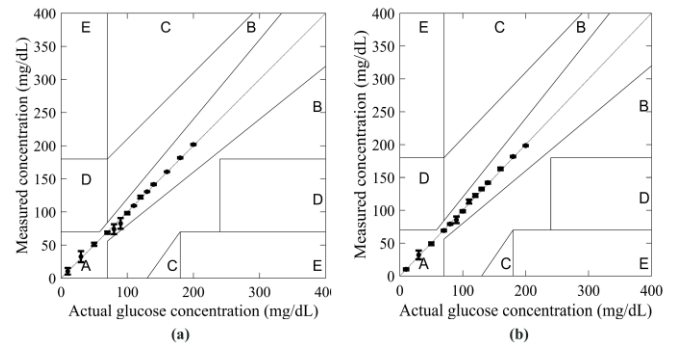 E C B
B
D
D
A C E
400
350
300
250
200
150
100
50
0
0 100 200 300 400
Measured concentration (mg/dL)
Actual glucose concentration (mg/dL)
(a)
E C B
B
D
D
A C E
400
350
300
250
200
150
100
50
0
0 100 200 300 400
Measured concentration (mg/dL)
Actual glucose concentration (mg/dL)
(b)